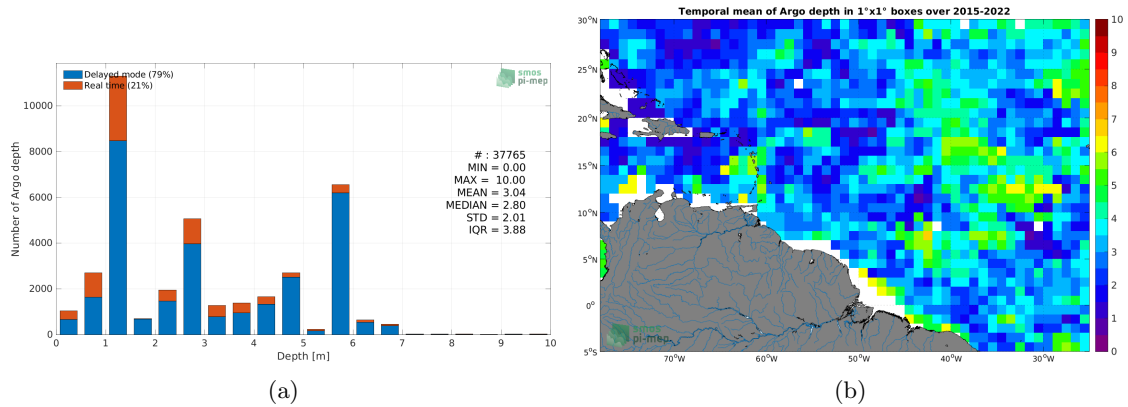 Delayed mode (79%)
Real time (21%)
smos
pi-mep
10000
8000
6000
4000
2000
0
Number of Argo depth
# : 37765
MIN = 0.00
MAX = 10.00
MEAN = 3.04
MEDIAN = 2.80
STD = 2.01
IQR = 3.88
0 1 2 3 4 5 6 7 8 9 10
Depth [m]
(a)
Temporal mean of Argo depth in 1°x1° boxes over 2015-2022
30°N
25°N
20°N
15°N
10°N
5°N
0°
5°S
70°W 60°W 50°W 40°W 30°W
smos
pi-mep
10
9
8
7
6
5
4
3
2
1
0
(b)